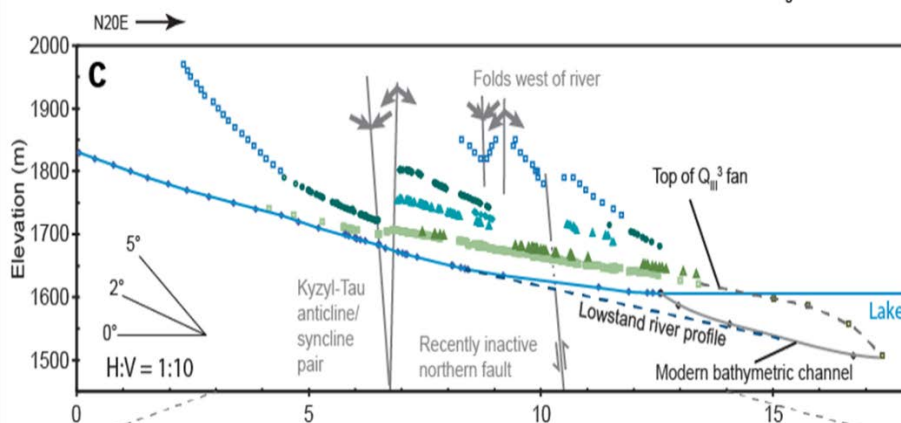 N20E
2000
C
Folds west of river
1900
1800
Top of Q_III^3 fan
1700
Elevation (m)
5°
2°
1600
Kyzyl-Tau
anticline/
syncline
pair
Lake
0°
Lowstand river profile
H:V = 1:10
Recently inactive
northern fault
1500
Modern bathymetric channel
0
5
10
15